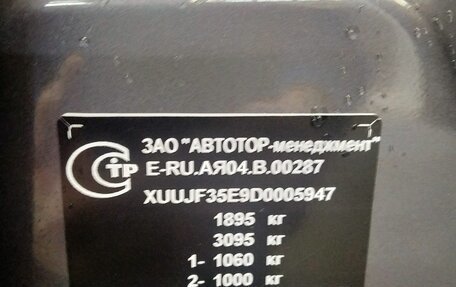 ЗАО "АВТОТОР-менеджмент"
E-RU.АЯ04.В.00287
XUUJF35E9D0005947
1895 кг
3095 кг
1- 1060 кг
2- 1000 кг